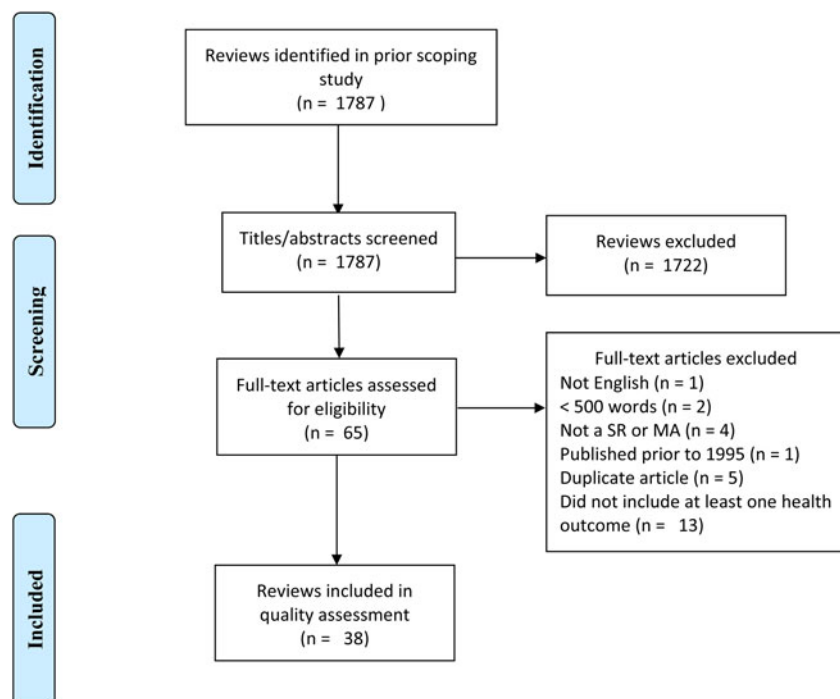 Identification
Reviews identified in prior scoping
study
(n = 1787 )
Screening
Titles/abstracts screened
(n = 1787)
Reviews excluded
(n = 1722)
Full-text articles assessed
for eligibility
(n = 65)
Full-text articles excluded
Not English (n = 1)
< 500 words (n = 2)
Not a SR or MA (n = 4)
Published prior to 1995 (n = 1)
Duplicate article (n = 5)
Did not include at least one health
outcome (n = 13)
Included
Reviews included in
quality assessment
(n = 38)